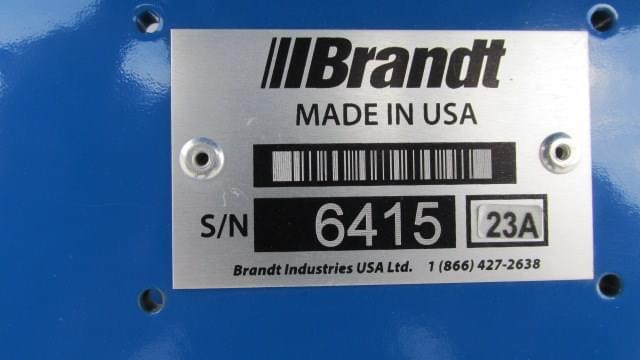 Brandt
MADE IN USA
S/N 6415 23A
Brandt Industries USA Ltd. 1 (866) 427-2638